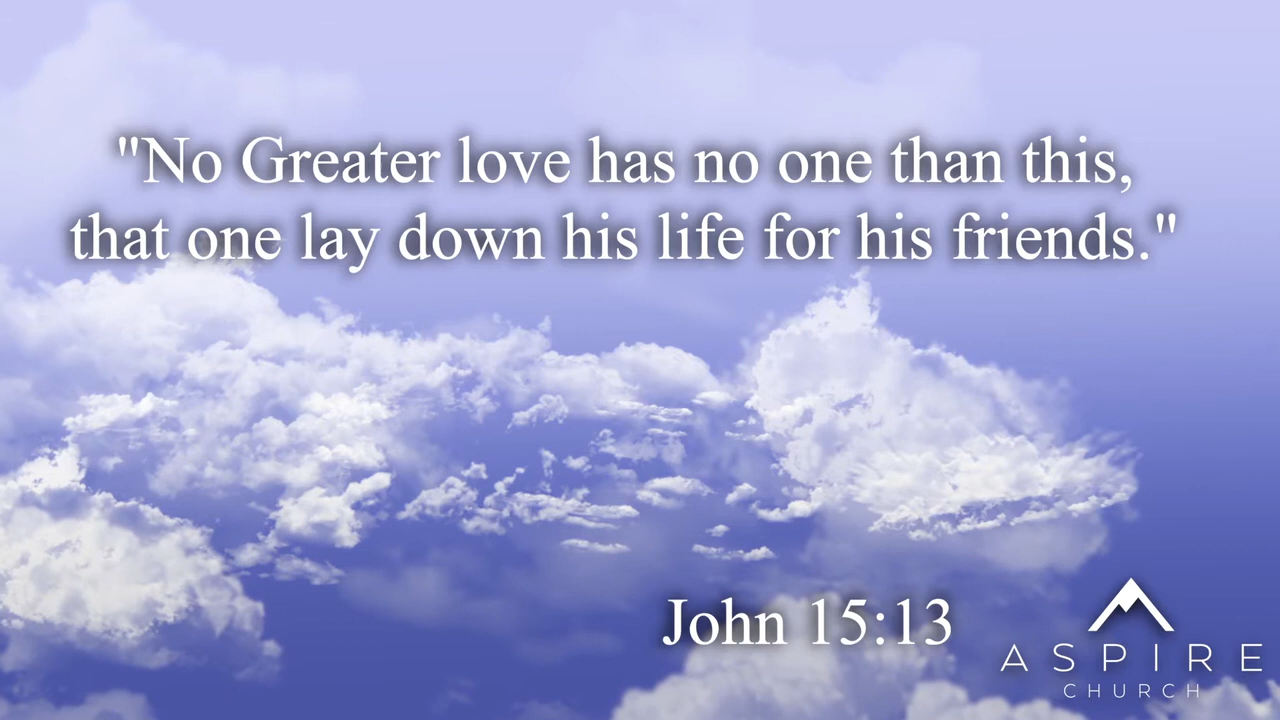 "No Greater love has no one than this,
that one lay down his life for his friends."
John 15:13
ASPIRE
CHURCH